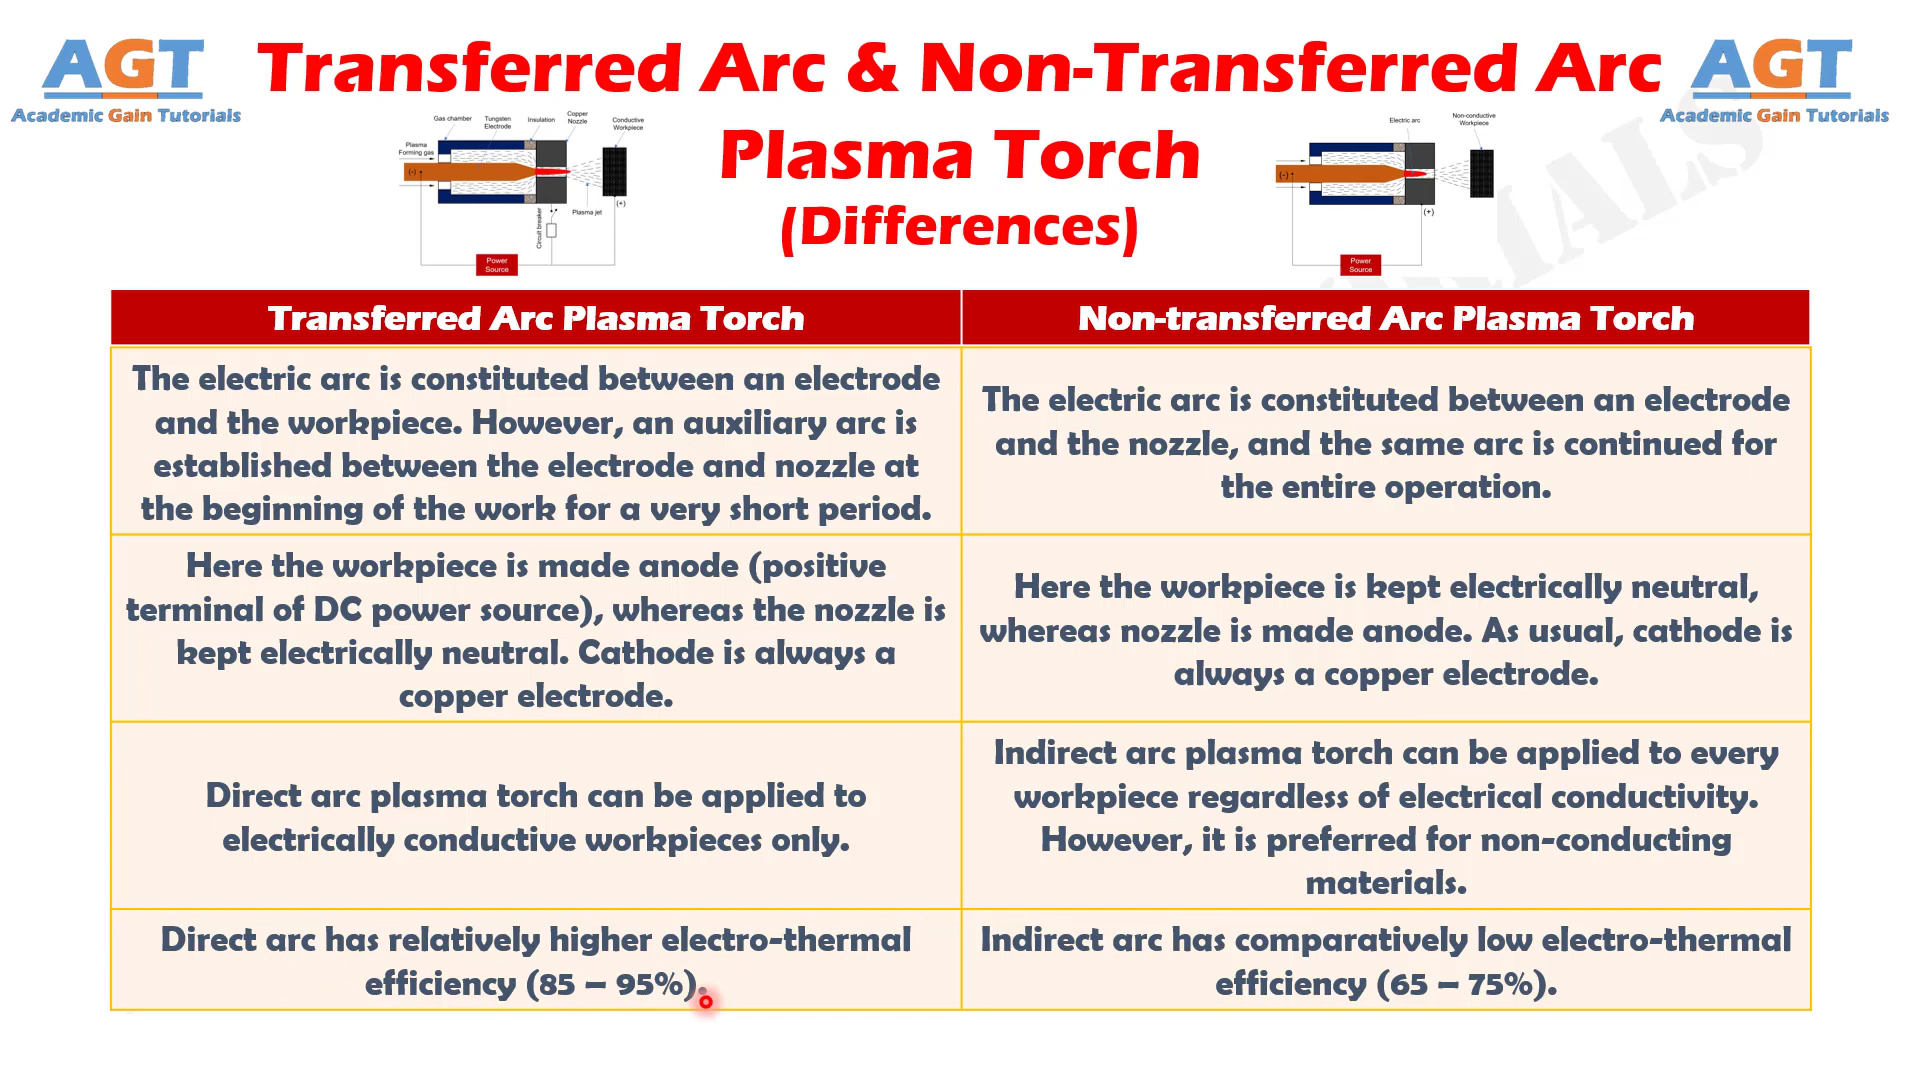 AGT
Academic Gain Tutorials
Transferred Arc & Non-Transferred Arc
Plasma Torch
(Differences)
AGT
Academic Gain Tutorials
Gas chamber
Tungsten
Electrode
Insulation
Copper
Nozzle
Conductive
Workpiece
Plasma
Forming gas
(-)
(+)
Plasma jet
Circuit breaker
Power
Source
Electric arc
Non-conductive
Workpiece
(-)
(+)
Power
Source
Transferred Arc Plasma Torch
Non-transferred Arc Plasma Torch
The electric arc is constituted between an electrode
and the workpiece. However, an auxiliary arc is
established between the electrode and nozzle at
the beginning of the work for a very short period.
The electric arc is constituted between an electrode
and the nozzle, and the same arc is continued for
the entire operation.
Here the workpiece is made anode (positive
terminal of DC power source), whereas the nozzle is
kept electrically neutral. Cathode is always a
copper electrode.
Here the workpiece is kept electrically neutral,
whereas nozzle is made anode. As usual, cathode is
always a copper electrode.
Direct arc plasma torch can be applied to
electrically conductive workpieces only.
Indirect arc plasma torch can be applied to every
workpiece regardless of electrical conductivity.
However, it is preferred for non-conducting
materials.
Direct arc has relatively higher electro-thermal
efficiency (85 – 95%).
Indirect arc has comparatively low electro-thermal
efficiency (65 – 75%).